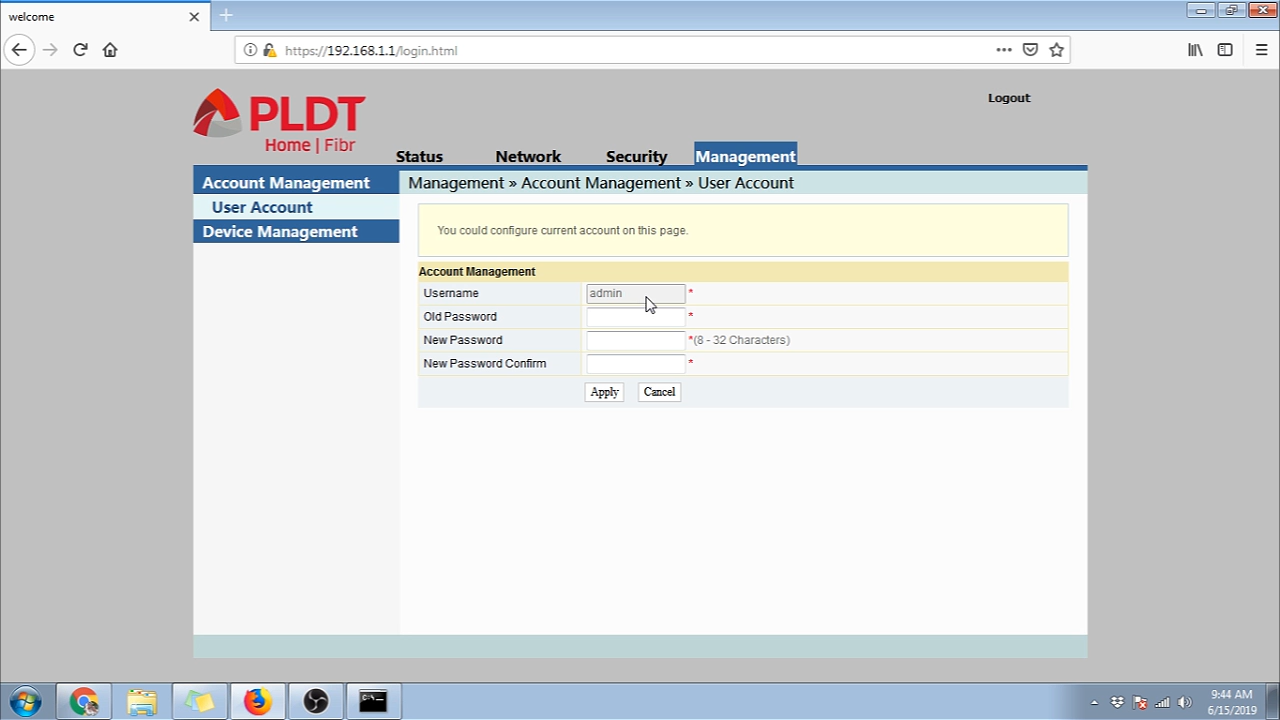 welcome
https://192.168.1.1/login.html
Logout
PLDT
Home | Fibr
Status Network Security Management
Account Management
Management » Account Management » User Account
User Account
Device Management
You could configure current account on this page.
Account Management
Username admin *
Old Password *
New Password *(8 - 32 Characters)
New Password Confirm *
Apply Cancel
9:44 AM
6/15/2019